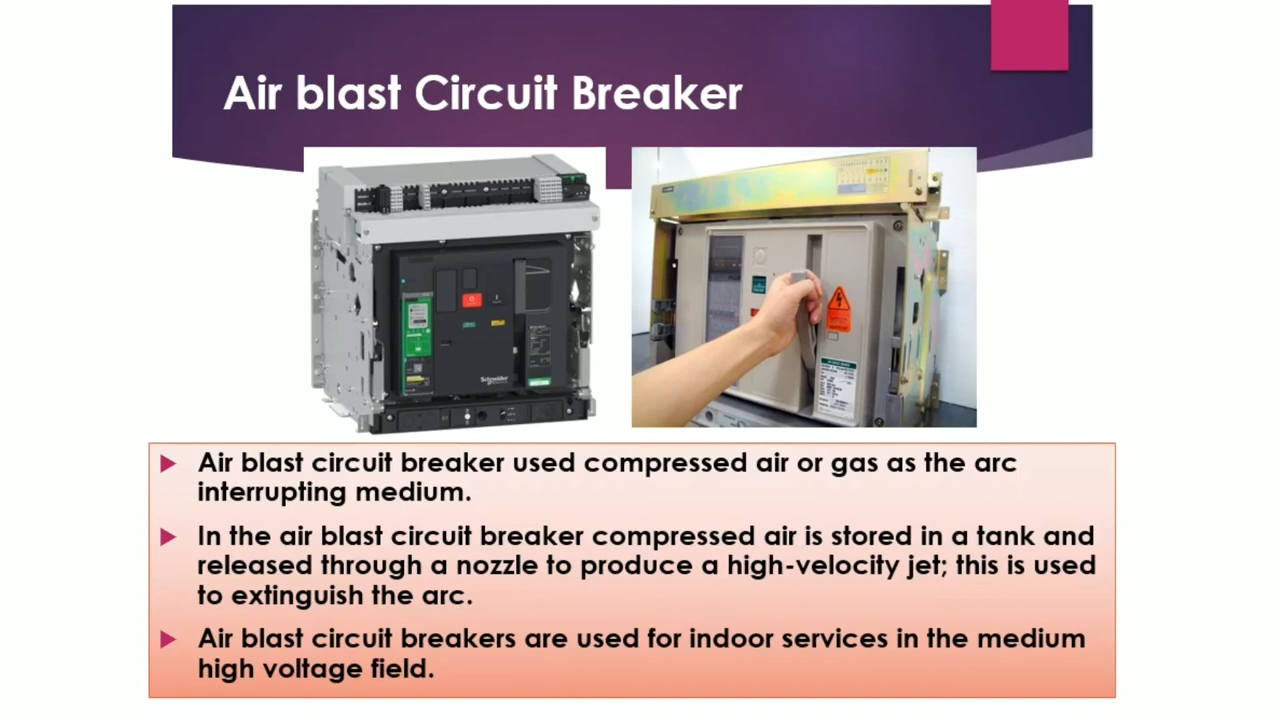 Air blast Circuit Breaker
Schneider
Air blast circuit breaker used compressed air or gas as the arc
interrupting medium.
In the air blast circuit breaker compressed air is stored in a tank and
released through a nozzle to produce a high-velocity jet; this is used
to extinguish the arc.
Air blast circuit breakers are used for indoor services in the medium
high voltage field.